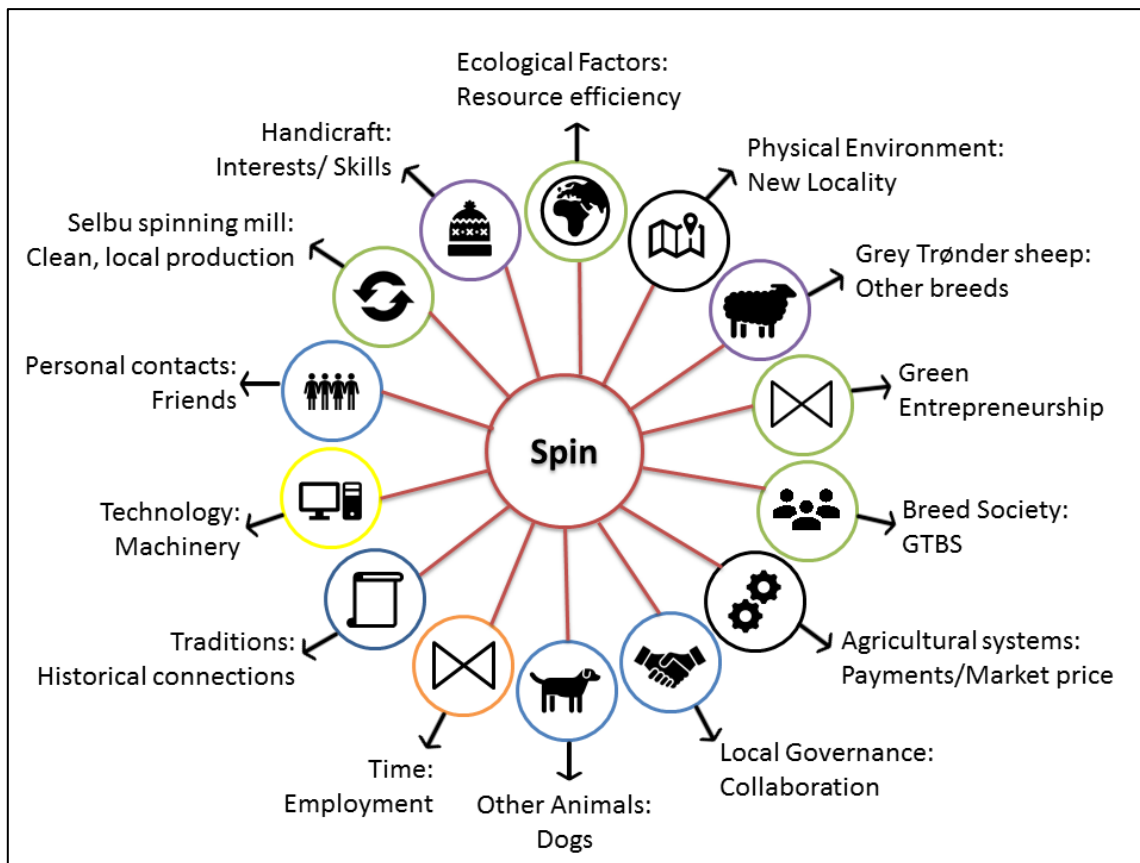 Ecological Factors:
Resource efficiency
Physical Environment:
New Locality
Grey Trønder sheep:
Other breeds
Green
Entrepreneurship
Breed Society:
GTBS
Agricultural systems:
Payments/Market price
Local Governance:
Collaboration
Other Animals:
Dogs
Time:
Employment
Traditions:
Historical connections
Technology:
Machinery
Personal contacts:
Friends
Selbu spinning mill:
Clean, local production
Handicraft:
Interests/ Skills
Spin